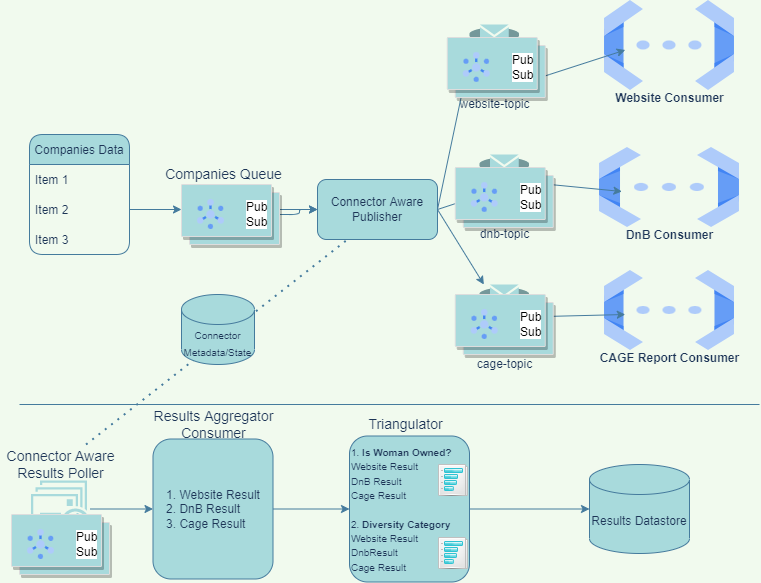 Pub
Sub
website-topic
Website Consumer
Companies Data
Item 1
Item 2
Item 3
Companies Queue
Pub
Sub
Connector Aware
Publisher
Pub
Sub
dnb-topic
DnB Consumer
Pub
Sub
cage-topic
CAGE Report Consumer
Connector
Metadata/State
Connector Aware
Results Poller
Pub
Sub
Results Aggregator
Consumer
1. Website Result
2. DnB Result
3. Cage Result
Triangulator
1. Is Woman Owned?
Website Result
DnB Result
Cage Result
2. Diversity Category
Website Result
DnbResult
Cage Result
Results Datastore